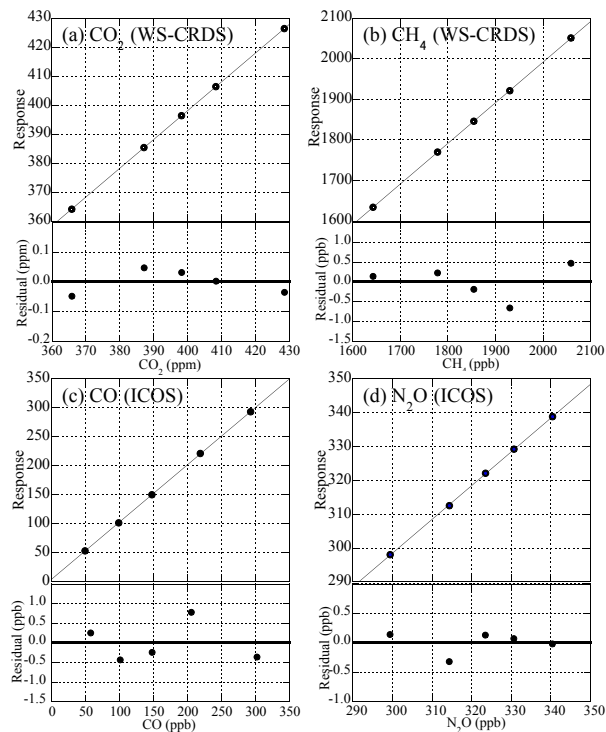 (a) CO2 (WS-CRDS)
Response
430
420
410
400
390
380
370
360
Residual (ppm)
0.1
0.0
-0.1
-0.2
360 370 380 390 400 410 420 430
CO2 (ppm)
(b) CH4 (WS-CRDS)
Response
2100
2000
1900
1800
1700
1600
Residual (ppb)
1.0
0.5
0.0
-0.5
-1.0
-1.5
1600 1700 1800 1900 2000 2100
CH4 (ppb)
(c) CO (ICOS)
Response
350
300
250
200
150
100
50
0
Residual (ppb)
1.0
0.5
0.0
-0.5
-1.0
-1.5
0 50 100 150 200 250 300 350
CO (ppb)
(d) N2O (ICOS)
Response
350
340
330
320
310
300
290
Residual (ppb)
0.5
0.0
-0.5
-1.0
290 300 310 320 330 340 350
N2O (ppb)